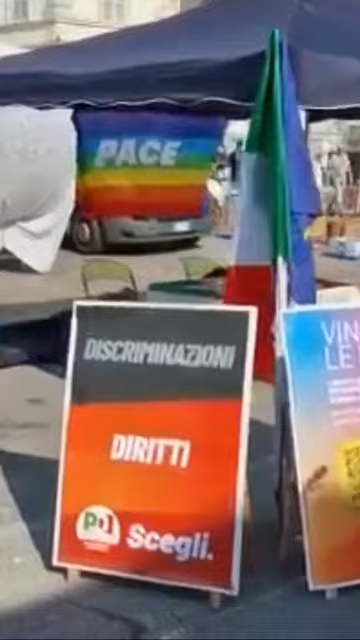 PACE
DISCRIMINAZIONI
DIRITTI
PD Scegli.
VIN
LE